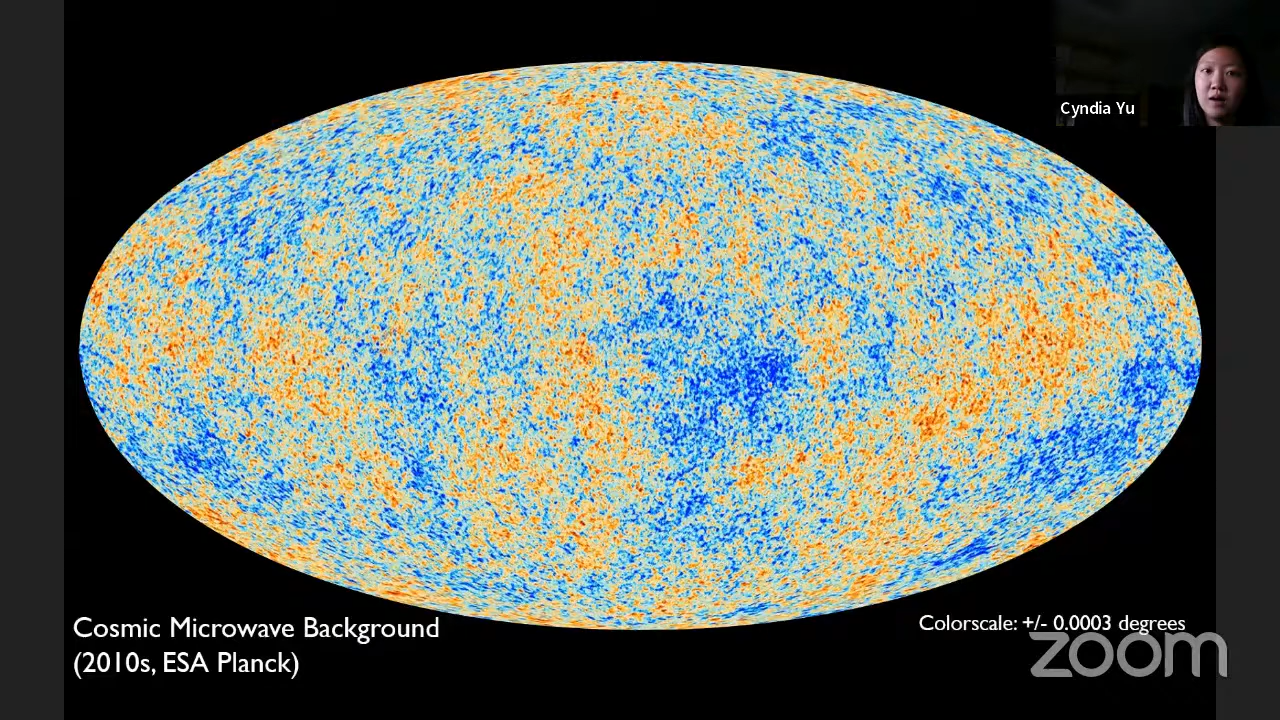 Cyndia Yu
Cosmic Microwave Background
(2010s, ESA Planck)
Colorscale: +/- 0.0003 degrees
zoom